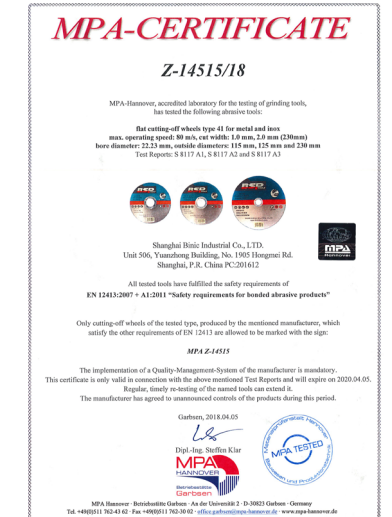 MPA-CERTIFICATE
Z-14515/18
MPA-Hannover, accredited laboratory for the testing of grinding tools,
has tested the following abrasive tools:
flat cutting-off wheels type 41 for metal and inox
max. operating speed: 80 m/s, cut width: 1.0 mm, 2.0 mm (230mm)
bore diameter: 22.23 mm, outside diameters: 115 mm, 125 mm and 230 mm
Test Reports: S 8117 A1, S 8117 A2 and S 8117 A3
RED RED RED
Shanghai Binic Industrial Co., LTD.
Unit 506, Yuanzhong Building, No. 1905 Hongmei Rd.
Shanghai, P.R. China PC:201612
MPA
Hannover
All tested tools have fulfilled the safety requirements of
EN 12413:2007 + A1:2011 “Safety requirements for bonded abrasive products”
Only cutting-off wheels of the tested type, produced by the mentioned manufacturer, which
satisfy the other requirements of EN 12413 are allowed to be marked with the sign:
MPA Z-14515
The implementation of a Quality-Management-System of the manufacturer is mandatory.
This certificate is only valid in connection with the above mentioned Test Reports and will expire on 2020.04.05.
Regular, timely re-testing of the named tools can extend it.
The manufacturer has agreed to unannounced controls of the products during this period.
Garbsen, 2018.04.05
Dipl.-Ing. Steffen Klar
MPA
HANNOVER
Betriebsstätte
Garbsen
Materialprüfanstalt Hannover
MPA TESTED
MPA Hannover · Betriebsstätte Garbsen · An der Universität 2 · D-30823 Garbsen · Germany
Tel. +49(0)511 762-43 62 · Fax +49(0)511 762-30 02 · office.garbsen@mpa-hannover.de · www.mpa-hannover.de